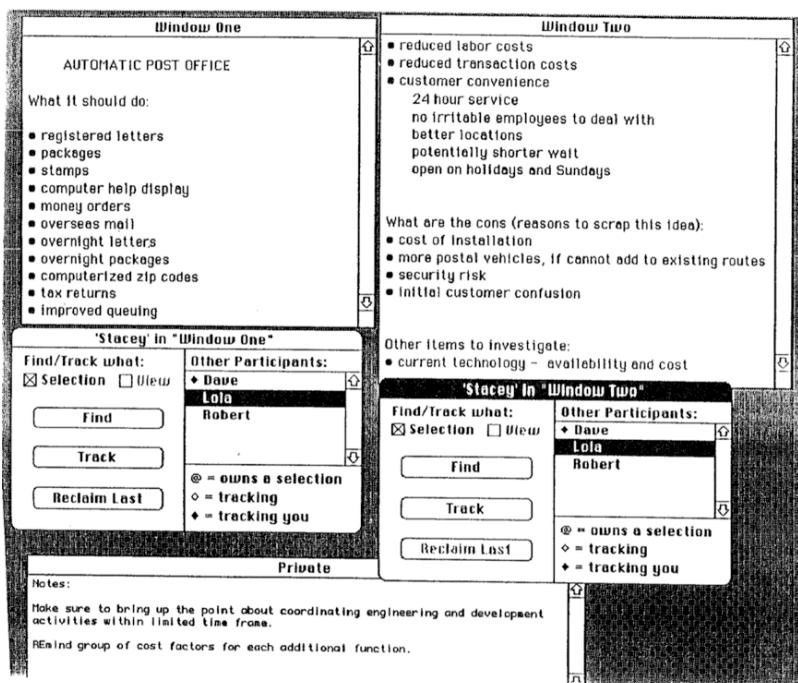 Window One
AUTOMATIC POST OFFICE
What it should do:
• registered letters
• packages
• stamps
• computer help display
• money orders
• overseas mail
• overnight letters
• overnight packages
• computerized zip codes
• tax returns
• improved queuing
Window Two
• reduced labor costs
• reduced transaction costs
• customer convenience
24 hour service
no irritable employees to deal with
better locations
potentially shorter wait
open on holidays and Sundays
What are the cons (reasons to scrap this idea):
• cost of installation
• more postal vehicles, if cannot add to existing routes
• security risk
• initial customer confusion
Other items to investigate:
• current technology - availability and cost
'Stacey' in "Window One"
Find/Track what:
Selection View
Find
Track
Reclaim Last
Other Participants:
◆ Dave
Lola
Robert
@ = owns a selection
◇ = tracking
◆ = tracking you
'Stacey' in "Window Two"
Find/Track what:
Selection View
Find
Track
Reclaim Last
Other Participants:
◆ Dave
Lola
Robert
@ = owns a selection
◇ = tracking
◆ = tracking you
Private
Notes:
Make sure to bring up the point about coordinating engineering and development
activities within limited time frame.
REmind group of cost factors for each additional function.